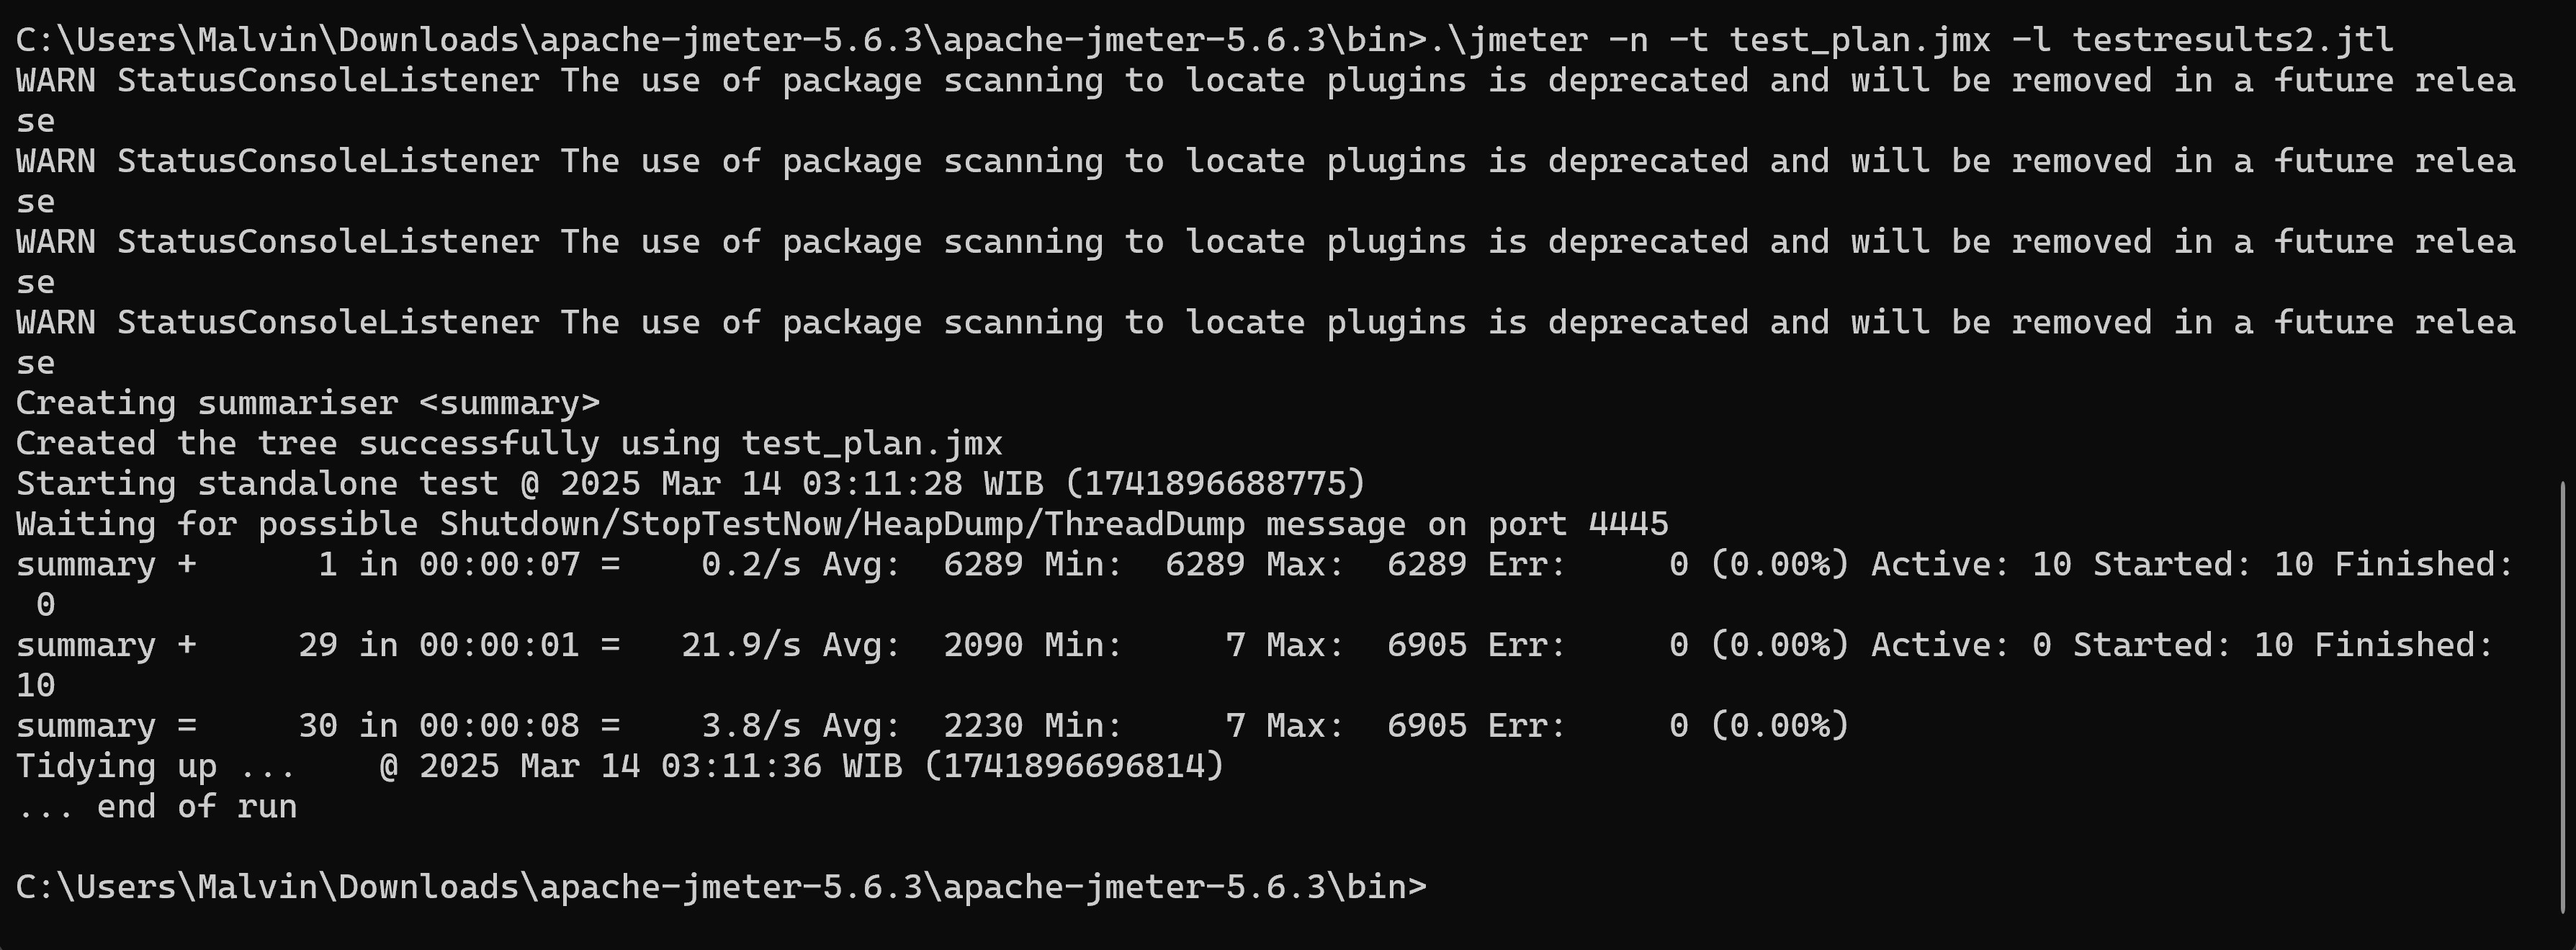 C:\Users\Malvin\Downloads\apache-jmeter-5.6.3\apache-jmeter-5.6.3\bin>.\jmeter -n -t test_plan.jmx -l testresults2.jtl
WARN StatusConsoleListener The use of package scanning to locate plugins is deprecated and will be removed in a future relea
se
WARN StatusConsoleListener The use of package scanning to locate plugins is deprecated and will be removed in a future relea
se
WARN StatusConsoleListener The use of package scanning to locate plugins is deprecated and will be removed in a future relea
se
WARN StatusConsoleListener The use of package scanning to locate plugins is deprecated and will be removed in a future relea
se
Creating summariser <summary>
Created the tree successfully using test_plan.jmx
Starting standalone test @ 2025 Mar 14 03:11:28 WIB (1741896688775)
Waiting for possible Shutdown/StopTestNow/HeapDump/ThreadDump message on port 4445
summary +      1 in 00:00:07 =    0.2/s Avg:  6289 Min:  6289 Max:  6289 Err:     0 (0.00%) Active: 10 Started: 10 Finished:
 0
summary +     29 in 00:00:01 =   21.9/s Avg:  2090 Min:     7 Max:  6905 Err:     0 (0.00%) Active: 0 Started: 10 Finished:
10
summary =     30 in 00:00:08 =    3.8/s Avg:  2230 Min:     7 Max:  6905 Err:     0 (0.00%)
Tidying up ...    @ 2025 Mar 14 03:11:36 WIB (1741896696814)
... end of run
C:\Users\Malvin\Downloads\apache-jmeter-5.6.3\apache-jmeter-5.6.3\bin>